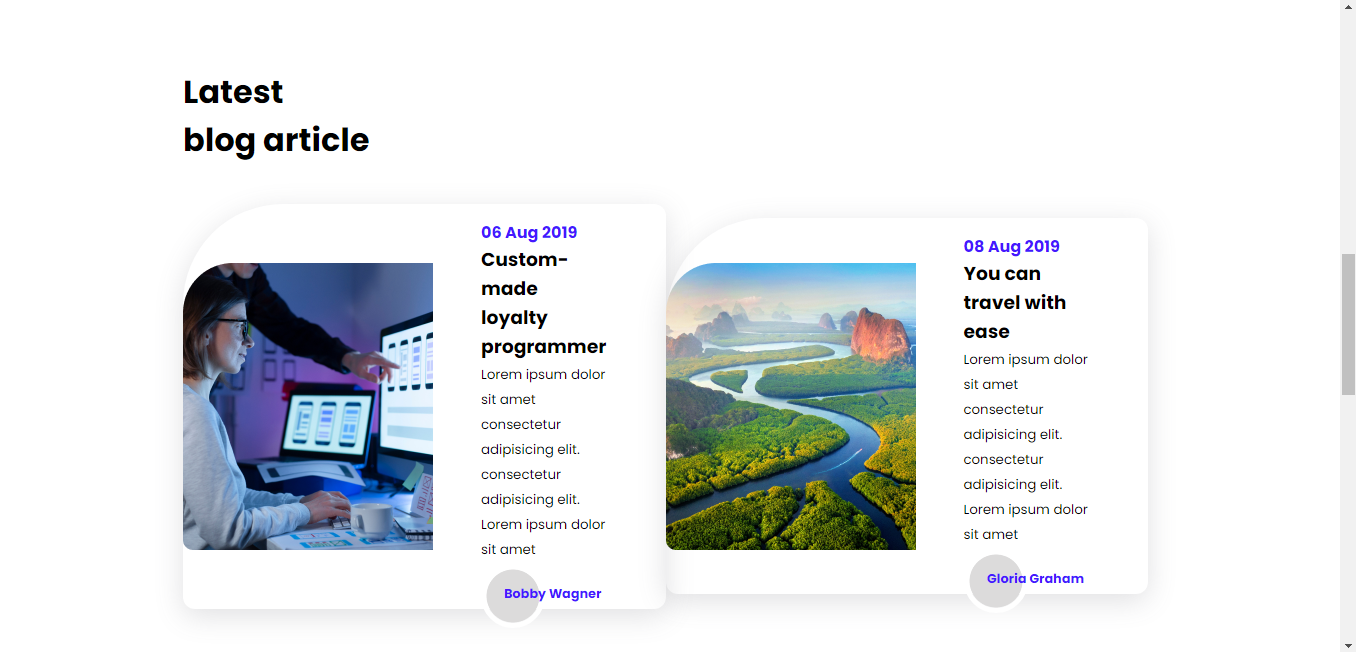 Latest
blog article
06 Aug 2019
Custom-
made
loyalty
programmer
Lorem ipsum dolor
sit amet
consectetur
adipisicing elit.
consectetur
adipisicing elit.
Lorem ipsum dolor
sit amet
Bobby Wagner
08 Aug 2019
You can
travel with
ease
Lorem ipsum dolor
sit amet
consectetur
adipisicing elit.
consectetur
adipisicing elit.
Lorem ipsum dolor
sit amet
Gloria Graham